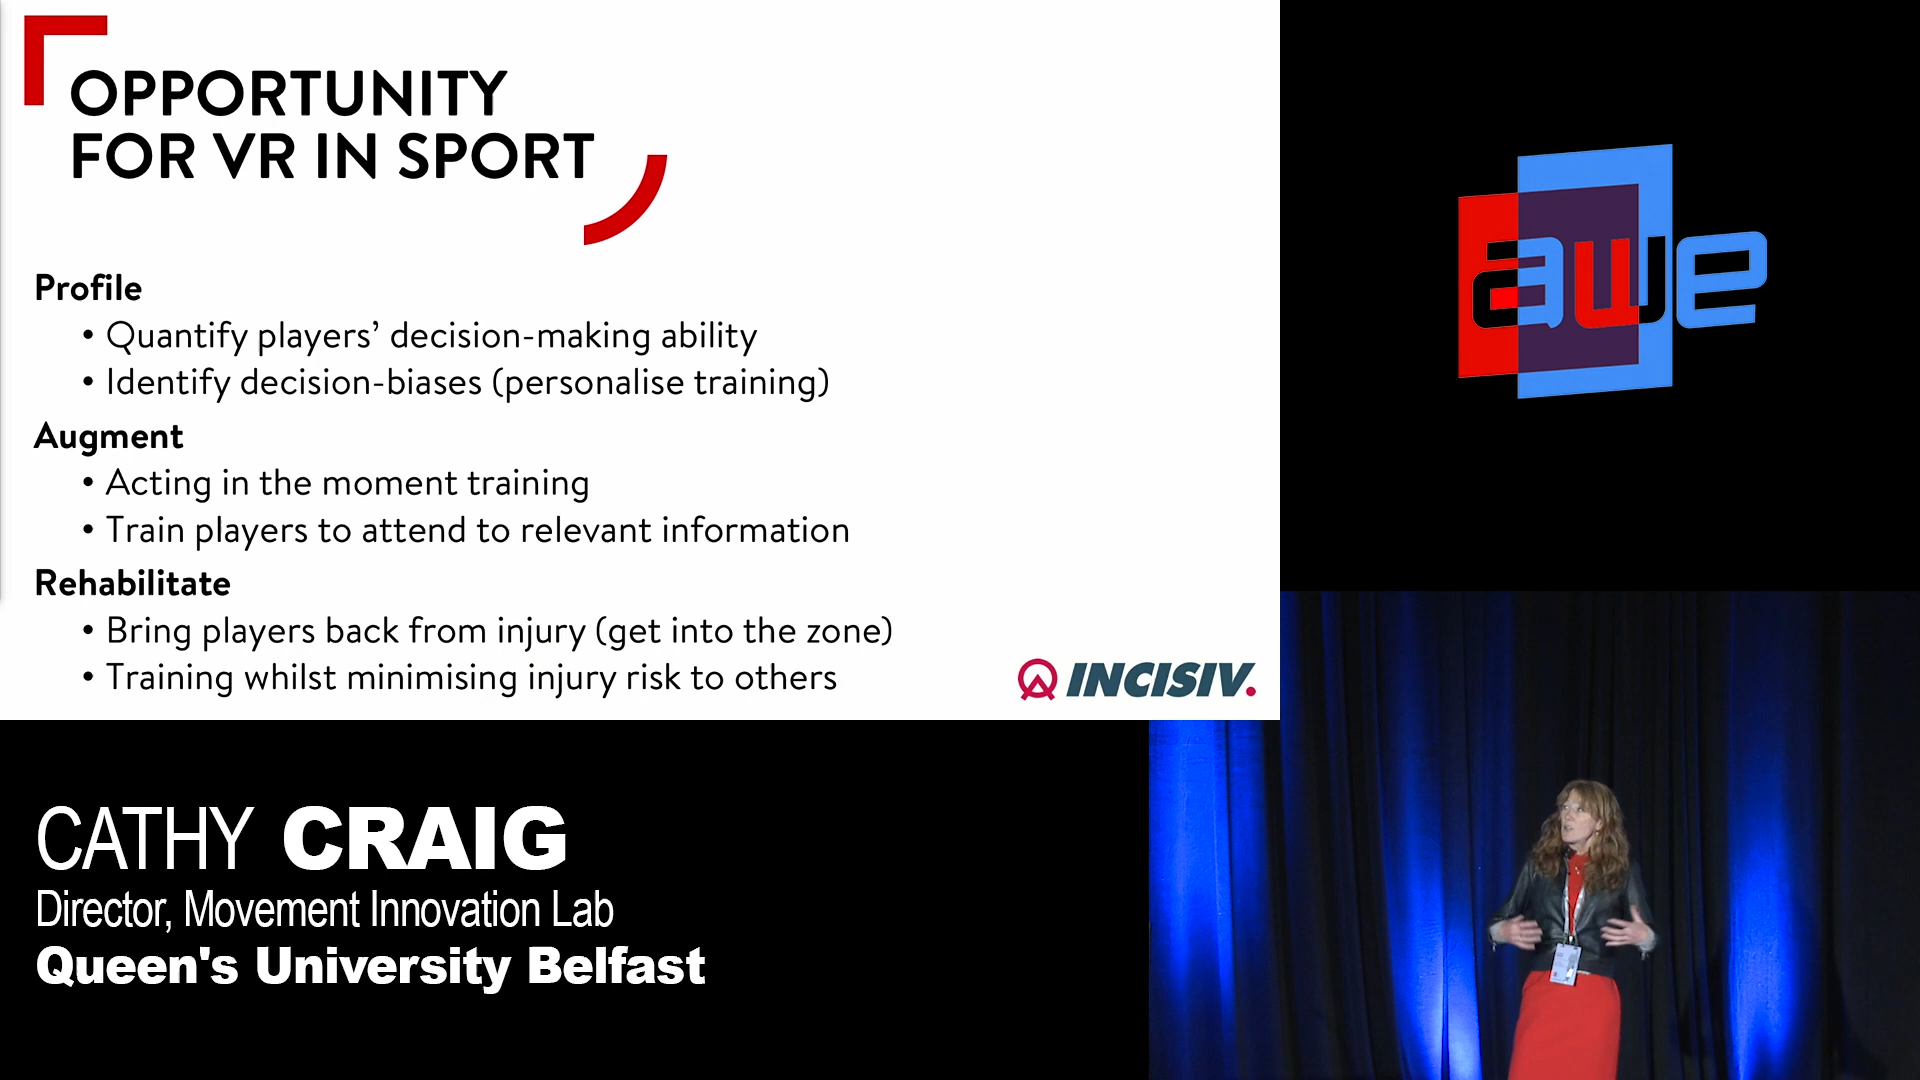 OPPORTUNITY
FOR VR IN SPORT
Profile
• Quantify players’ decision-making ability
• Identify decision-biases (personalise training)
Augment
• Acting in the moment training
• Train players to attend to relevant information
Rehabilitate
• Bring players back from injury (get into the zone)
• Training whilst minimising injury risk to others
INCISIV.
awe
CATHY CRAIG
Director, Movement Innovation Lab
Queen's University Belfast